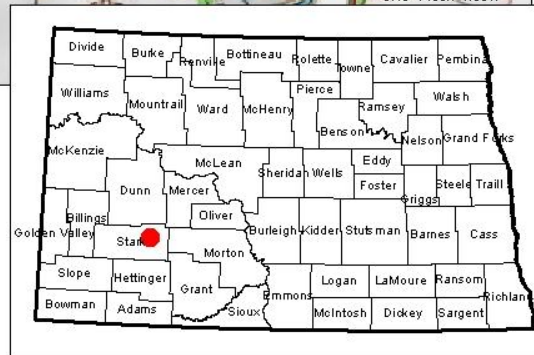 Divide Burke Renville Bottineau Rolette Towner Cavalier Pembina
Williams Mountrail Ward McHenry Pierce Ramsey Walsh
Benson Nelson Grand Forks
McKenzie McLean Sheridan Wells Eddy
Foster Griggs Steele Traill
Dunn Mercer
Oliver
Billings
Golden Valley Stark Morton Burleigh Kidder Stutsman Barnes Cass
Slope Hettinger Grant Emmons Logan LaMoure Ransom Richland
Bowman Adams Sioux McIntosh Dickey Sargent